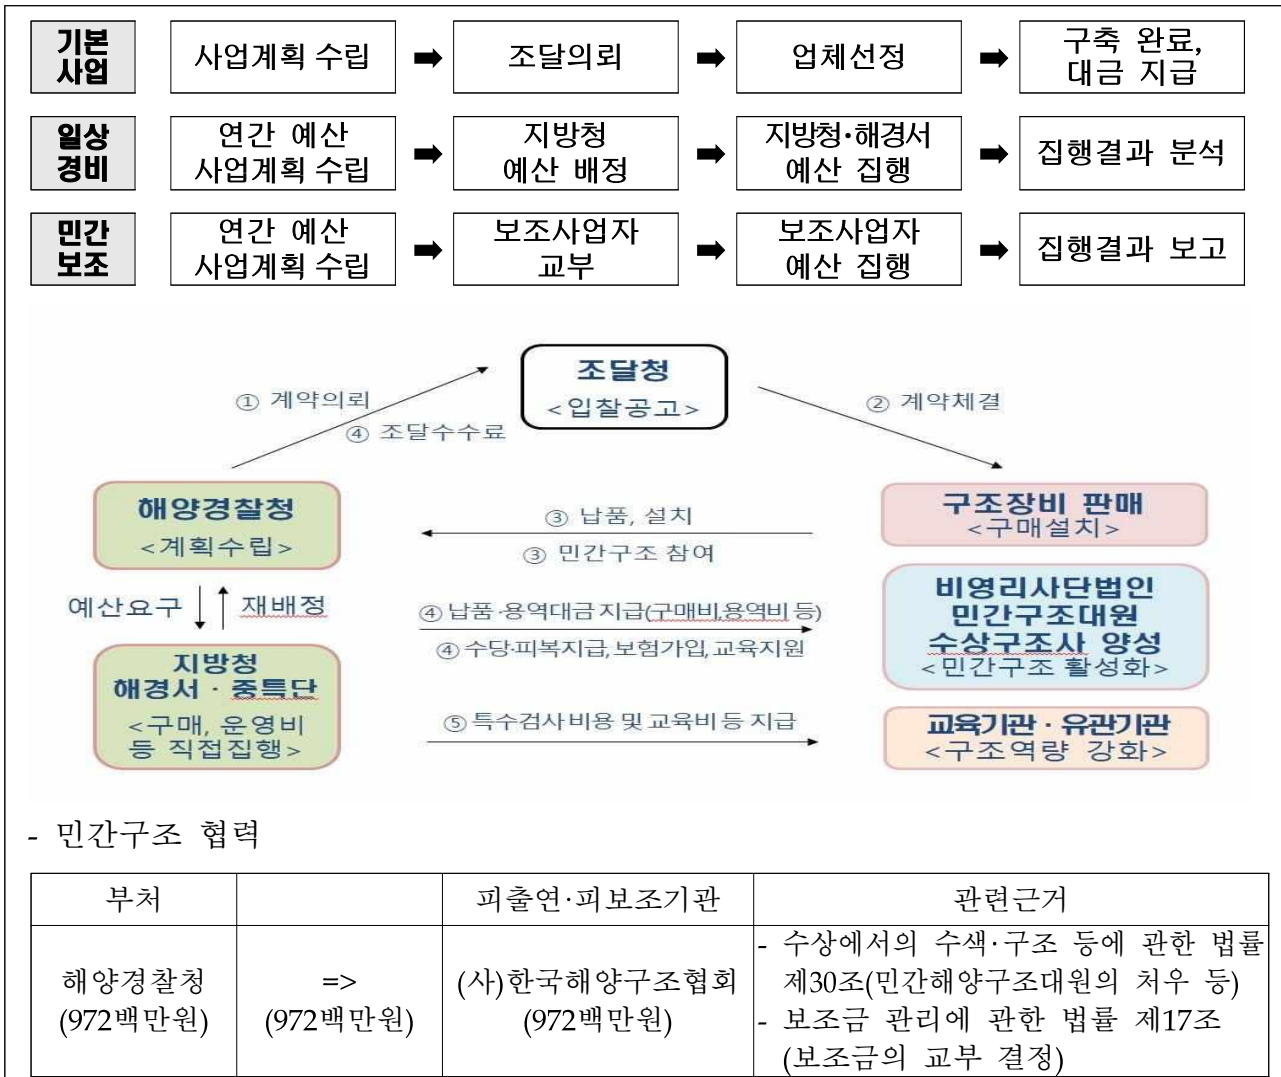 기본
사업
사업계획 수립 ➡ 조달의뢰 ➡ 업체선정 ➡ 구축 완료,
대금 지급
일상
경비
연간 예산
사업계획 수립 ➡ 지방청
예산 배정 ➡ 지방청·해경서
예산 집행 ➡ 집행결과 분석
민간
보조
연간 예산
사업계획 수립 ➡ 보조사업자
교부 ➡ 보조사업자
예산 집행 ➡ 집행결과 보고
조달청
<입찰공고>
① 계약의뢰
④ 조달수수료
② 계약체결
해양경찰청
<계획수립>
③ 납품, 설치
③ 민간구조 참여
구조장비 판매
<구매설치>
예산요구
재배정
④ 납품·용역대금 지급(구매비,용역비 등)
④ 수당·피복지급, 보험가입, 교육지원
비영리사단법인
민간구조대원
수상구조사 양성
<민간구조 활성화>
지방청
해경서 · 중특단
<구매, 운영비
등 직접집행>
⑤ 특수검사 비용 및 교육비 등 지급
교육기관 · 유관기관
<구조역량 강화>
- 민간구조 협력
부처
피출연·피보조기관
관련근거
해양경찰청
(972백만원)
=>
(972백만원)
(사)한국해양구조협회
(972백만원)
- 수상에서의 수색·구조 등에 관한 법률
제30조(민간해양구조대원의 처우 등)
- 보조금 관리에 관한 법률 제17조
(보조금의 교부 결정)